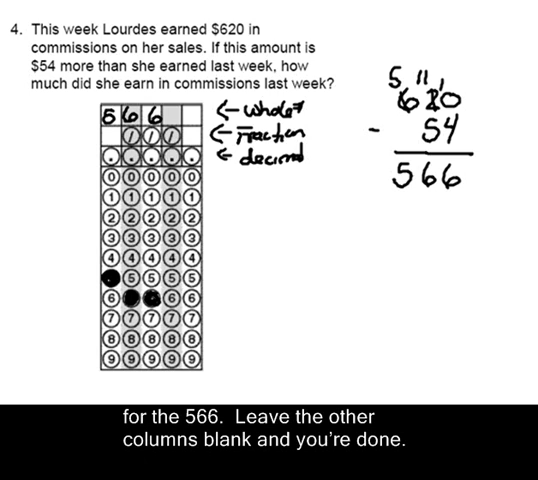 4. This week Lourdes earned $620 in
commissions on her sales. If this amount is
$54 more than she earned last week, how
much did she earn in commissions last week?
5 11 1
620
- 54
566
5 6 6
← whole #
← Fraction
← decimal
/ / /
. . . . .
0 0 0 0 0
1 1 1 1 1
2 2 2 2 2
3 3 3 3 3
4 4 4 4 4
5 5 5 5
6 6 6
7 7 7 7 7
8 8 8 8 8
9 9 9 9 9
for the 566. Leave the other
columns blank and you're done.